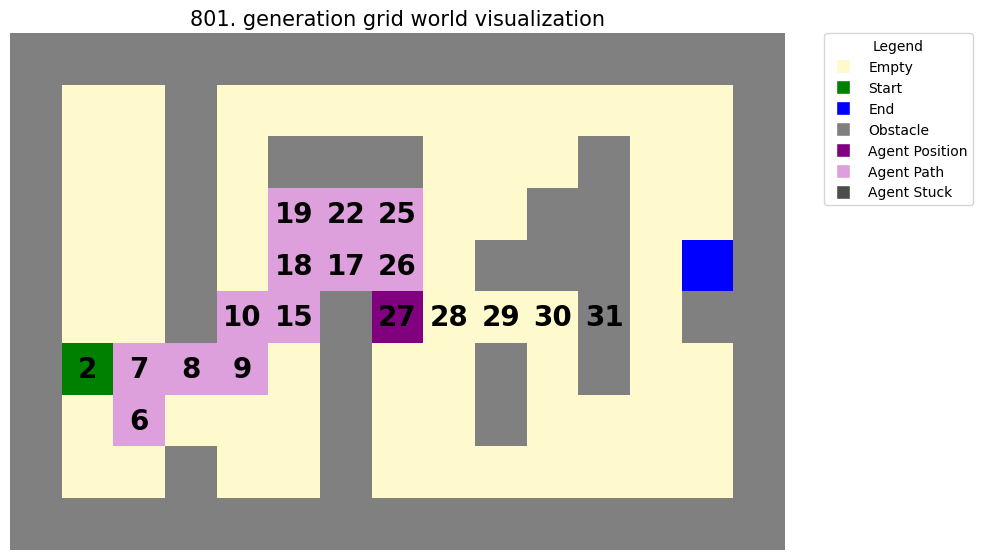 801. generation grid world visualization
Legend
Empty
Start
End
Obstacle
Agent Position
Agent Path
Agent Stuck
19 22 25
18 17 26
10 15 27 28 29 30 31
2 7 8 9
6